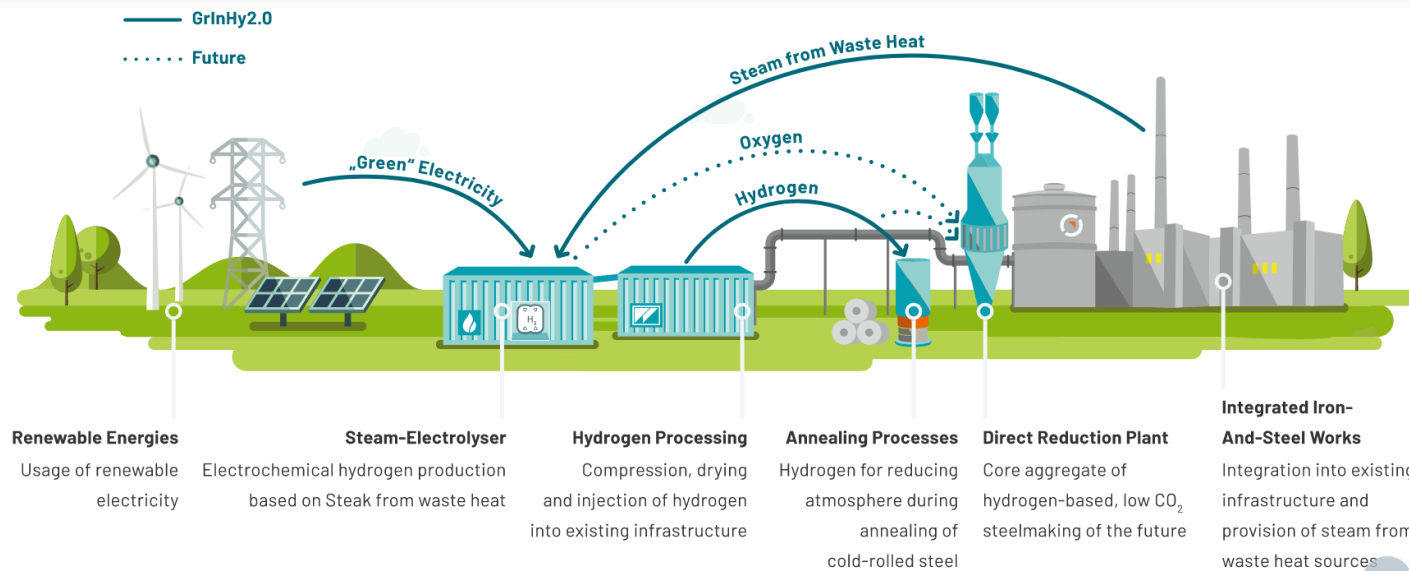 GrInHy2.0
Future
Steam from Waste Heat
Oxygen
„Green“ Electricity
Hydrogen
H2
Renewable Energies
Usage of renewable
electricity
Steam-Electrolyser
Electrochemical hydrogen production
based on Steak from waste heat
Hydrogen Processing
Compression, drying
and injection of hydrogen
into existing infrastructure
Annealing Processes
Hydrogen for reducing
atmosphere during
annealing of
cold-rolled steel
Direct Reduction Plant
Core aggregate of
hydrogen-based, low CO₂
steelmaking of the future
Integrated Iron-
And-Steel Works
Integration into existing
infrastructure and
provision of steam from
waste heat sources